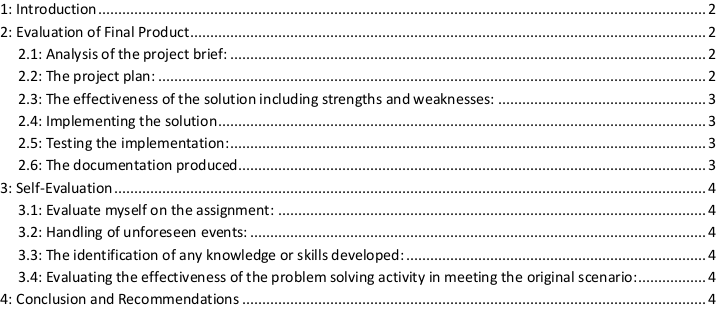 1: Introduction 2
2: Evaluation of Final Product 2
2.1: Analysis of the project brief: 2
2.2: The project plan: 2
2.3: The effectiveness of the solution including strengths and weaknesses: 3
2.4: Implementing the solution 3
2.5: Testing the implementation: 3
2.6: The documentation produced 3
3: Self-Evaluation 4
3.1: Evaluate myself on the assignment: 4
3.2: Handling of unforeseen events: 4
3.3: The identification of any knowledge or skills developed: 4
3.4: Evaluating the effectiveness of the problem solving activity in meeting the original scenario: 4
4: Conclusion and Recommendations 4